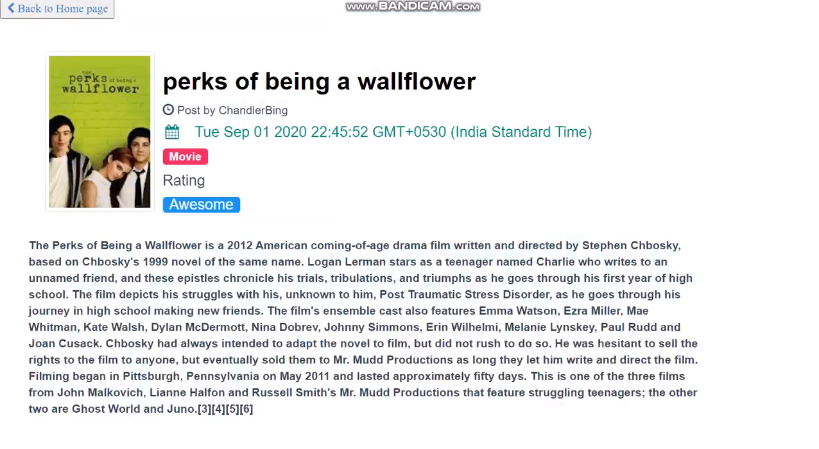 Back to Home page
www.BANDICAM.com
the
perks of being a
wallflower
perks of being a wallflower
Post by ChandlerBing
Tue Sep 01 2020 22:45:52 GMT+0530 (India Standard Time)
Movie
Rating
Awesome
The Perks of Being a Wallflower is a 2012 American coming-of-age drama film written and directed by Stephen Chbosky,
based on Chbosky's 1999 novel of the same name. Logan Lerman stars as a teenager named Charlie who writes to an
unnamed friend, and these epistles chronicle his trials, tribulations, and triumphs as he goes through his first year of high
school. The film depicts his struggles with his, unknown to him, Post Traumatic Stress Disorder, as he goes through his
journey in high school making new friends. The film's ensemble cast also features Emma Watson, Ezra Miller, Mae
Whitman, Kate Walsh, Dylan McDermott, Nina Dobrev, Johnny Simmons, Erin Wilhelmi, Melanie Lynskey, Paul Rudd and
Joan Cusack. Chbosky had always intended to adapt the novel to film, but did not rush to do so. He was hesitant to sell the
rights to the film to anyone, but eventually sold them to Mr. Mudd Productions as long they let him write and direct the film.
Filming began in Pittsburgh, Pennsylvania on May 2011 and lasted approximately fifty days. This is one of the three films
from John Malkovich, Lianne Halfon and Russell Smith's Mr. Mudd Productions that feature struggling teenagers; the other
two are Ghost World and Juno.[3][4][5][6]